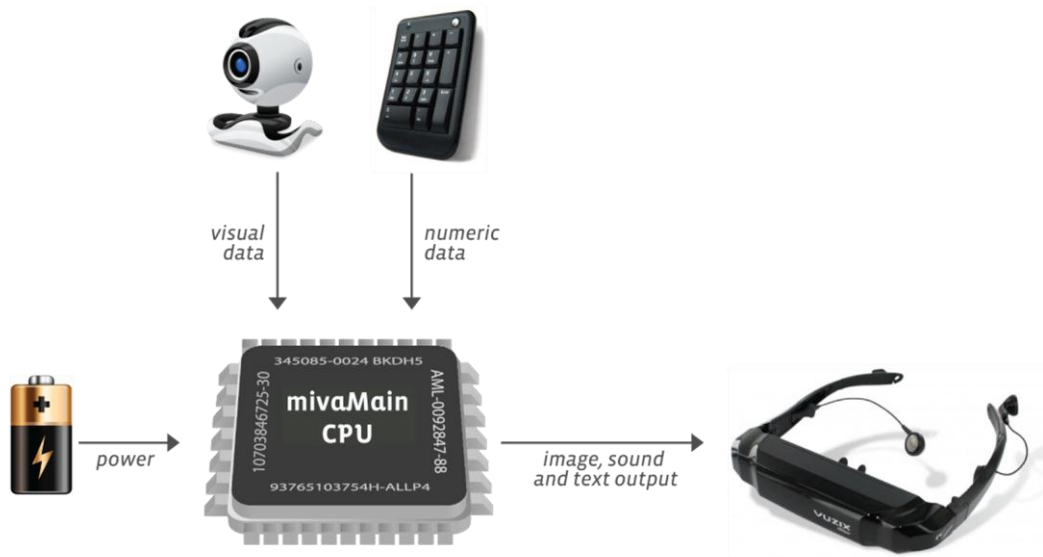 visual
data
numeric
data
345085-0024 BKDH5
10703846725-30
mivaMain
CPU
AML-0092847-88
93765103754H-ALLP4
power
image, sound
and text output
VUZIX